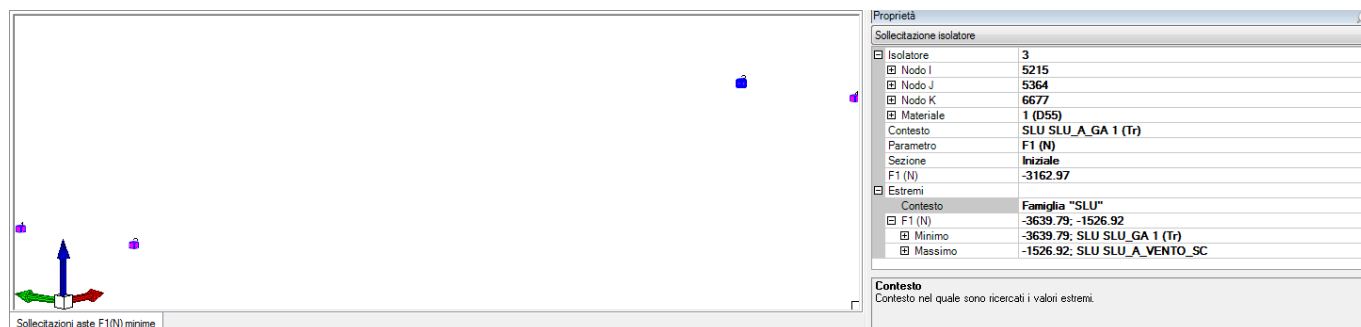 Proprietà
Sollecitazione isolatore
Isolatore 3
Nodo I 5215
Nodo J 5364
Nodo K 6677
Materiale 1 (D55)
Contesto SLU SLU_A_GA 1 (Tr)
Parametro F1 (N)
Sezione Iniziale
F1 (N) -3162.97
Estremi
Contesto Famiglia "SLU"
F1 (N) -3639.79; -1526.92
Minimo -3639.79; SLU SLU_GA 1 (Tr)
Massimo -1526.92; SLU SLU_A_VENTO_SC
Contesto
Contesto nel quale sono ricercati i valori estremi.
Sollecitazioni aste F1(N) minime